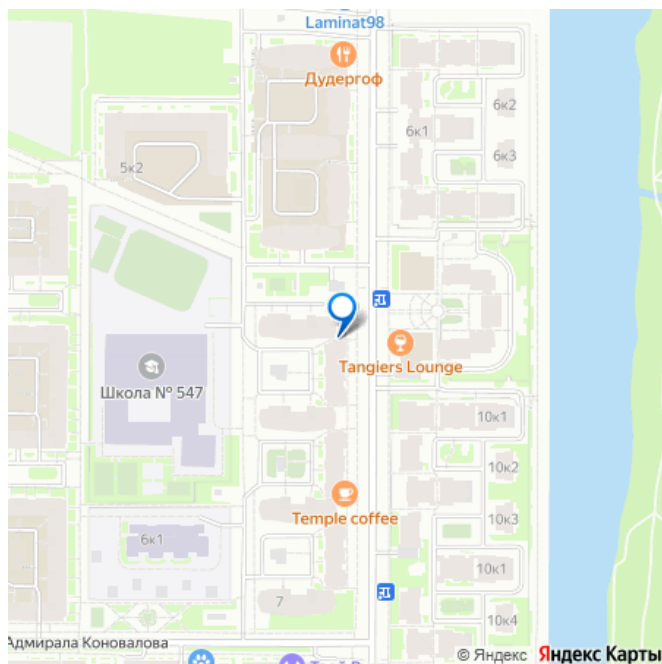 Laminat98
Дудергоф
6к2
6к1
6к3
5к2
Tangiers Lounge
Школа № 547
10к1
10к2
Temple coffee
10к3
6к1
10к1
7
10к4
Адмирала Коновалова
© Яндекс Яндекс Карты